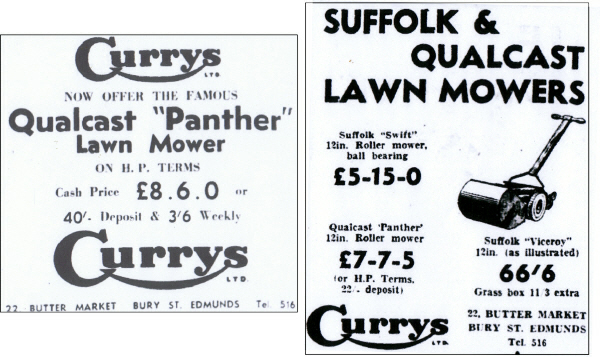 Currys
LTD.
NOW OFFER THE FAMOUS
Qualcast "Panther"
Lawn Mower
ON H.P. TERMS
Cash Price £8.6.0 or
40/- Deposit & 3/6 Weekly
Currys
LTD.
22 BUTTER MARKET BURY ST. EDMUNDS Tel. 516
SUFFOLK &
QUALCAST
LAWN MOWERS
Suffolk "Swift"
12in. Roller mower,
ball bearing
£5-15-0
Qualcast 'Panther'
12in. Roller mower
£7-7-5
(or H.P. Terms,
22/- deposit)
Suffolk "Viceroy"
12in. (as illustrated)
66'6
Grass box 11/3 extra
Currys
LTD.
22, BUTTER MARKET
BURY ST. EDMUNDS
Tel. 516